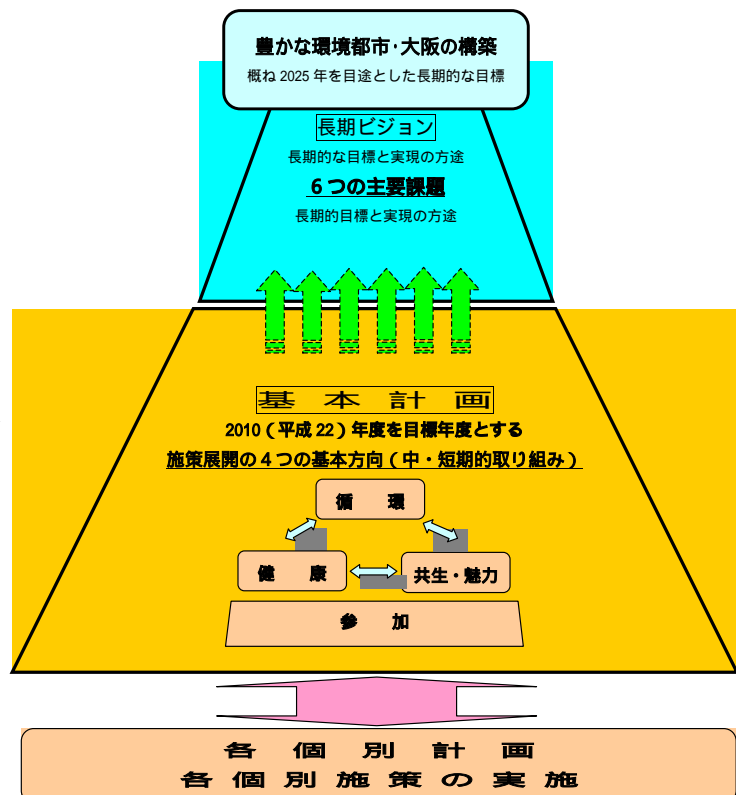 豊かな環境都市･大阪の構築
概ね 2025 年を目途とした長期的な目標
長期ビジョン
長期的な目標と実現の方途
６つの主要課題
長期的目標と実現の方途
基本計画
2010（平成 22）年度を目標年度とする
施策展開の４つの基本方向（中・短期的取り組み）
循環
健康
共生・魅力
参加
各個別計画
各個別施策の実施